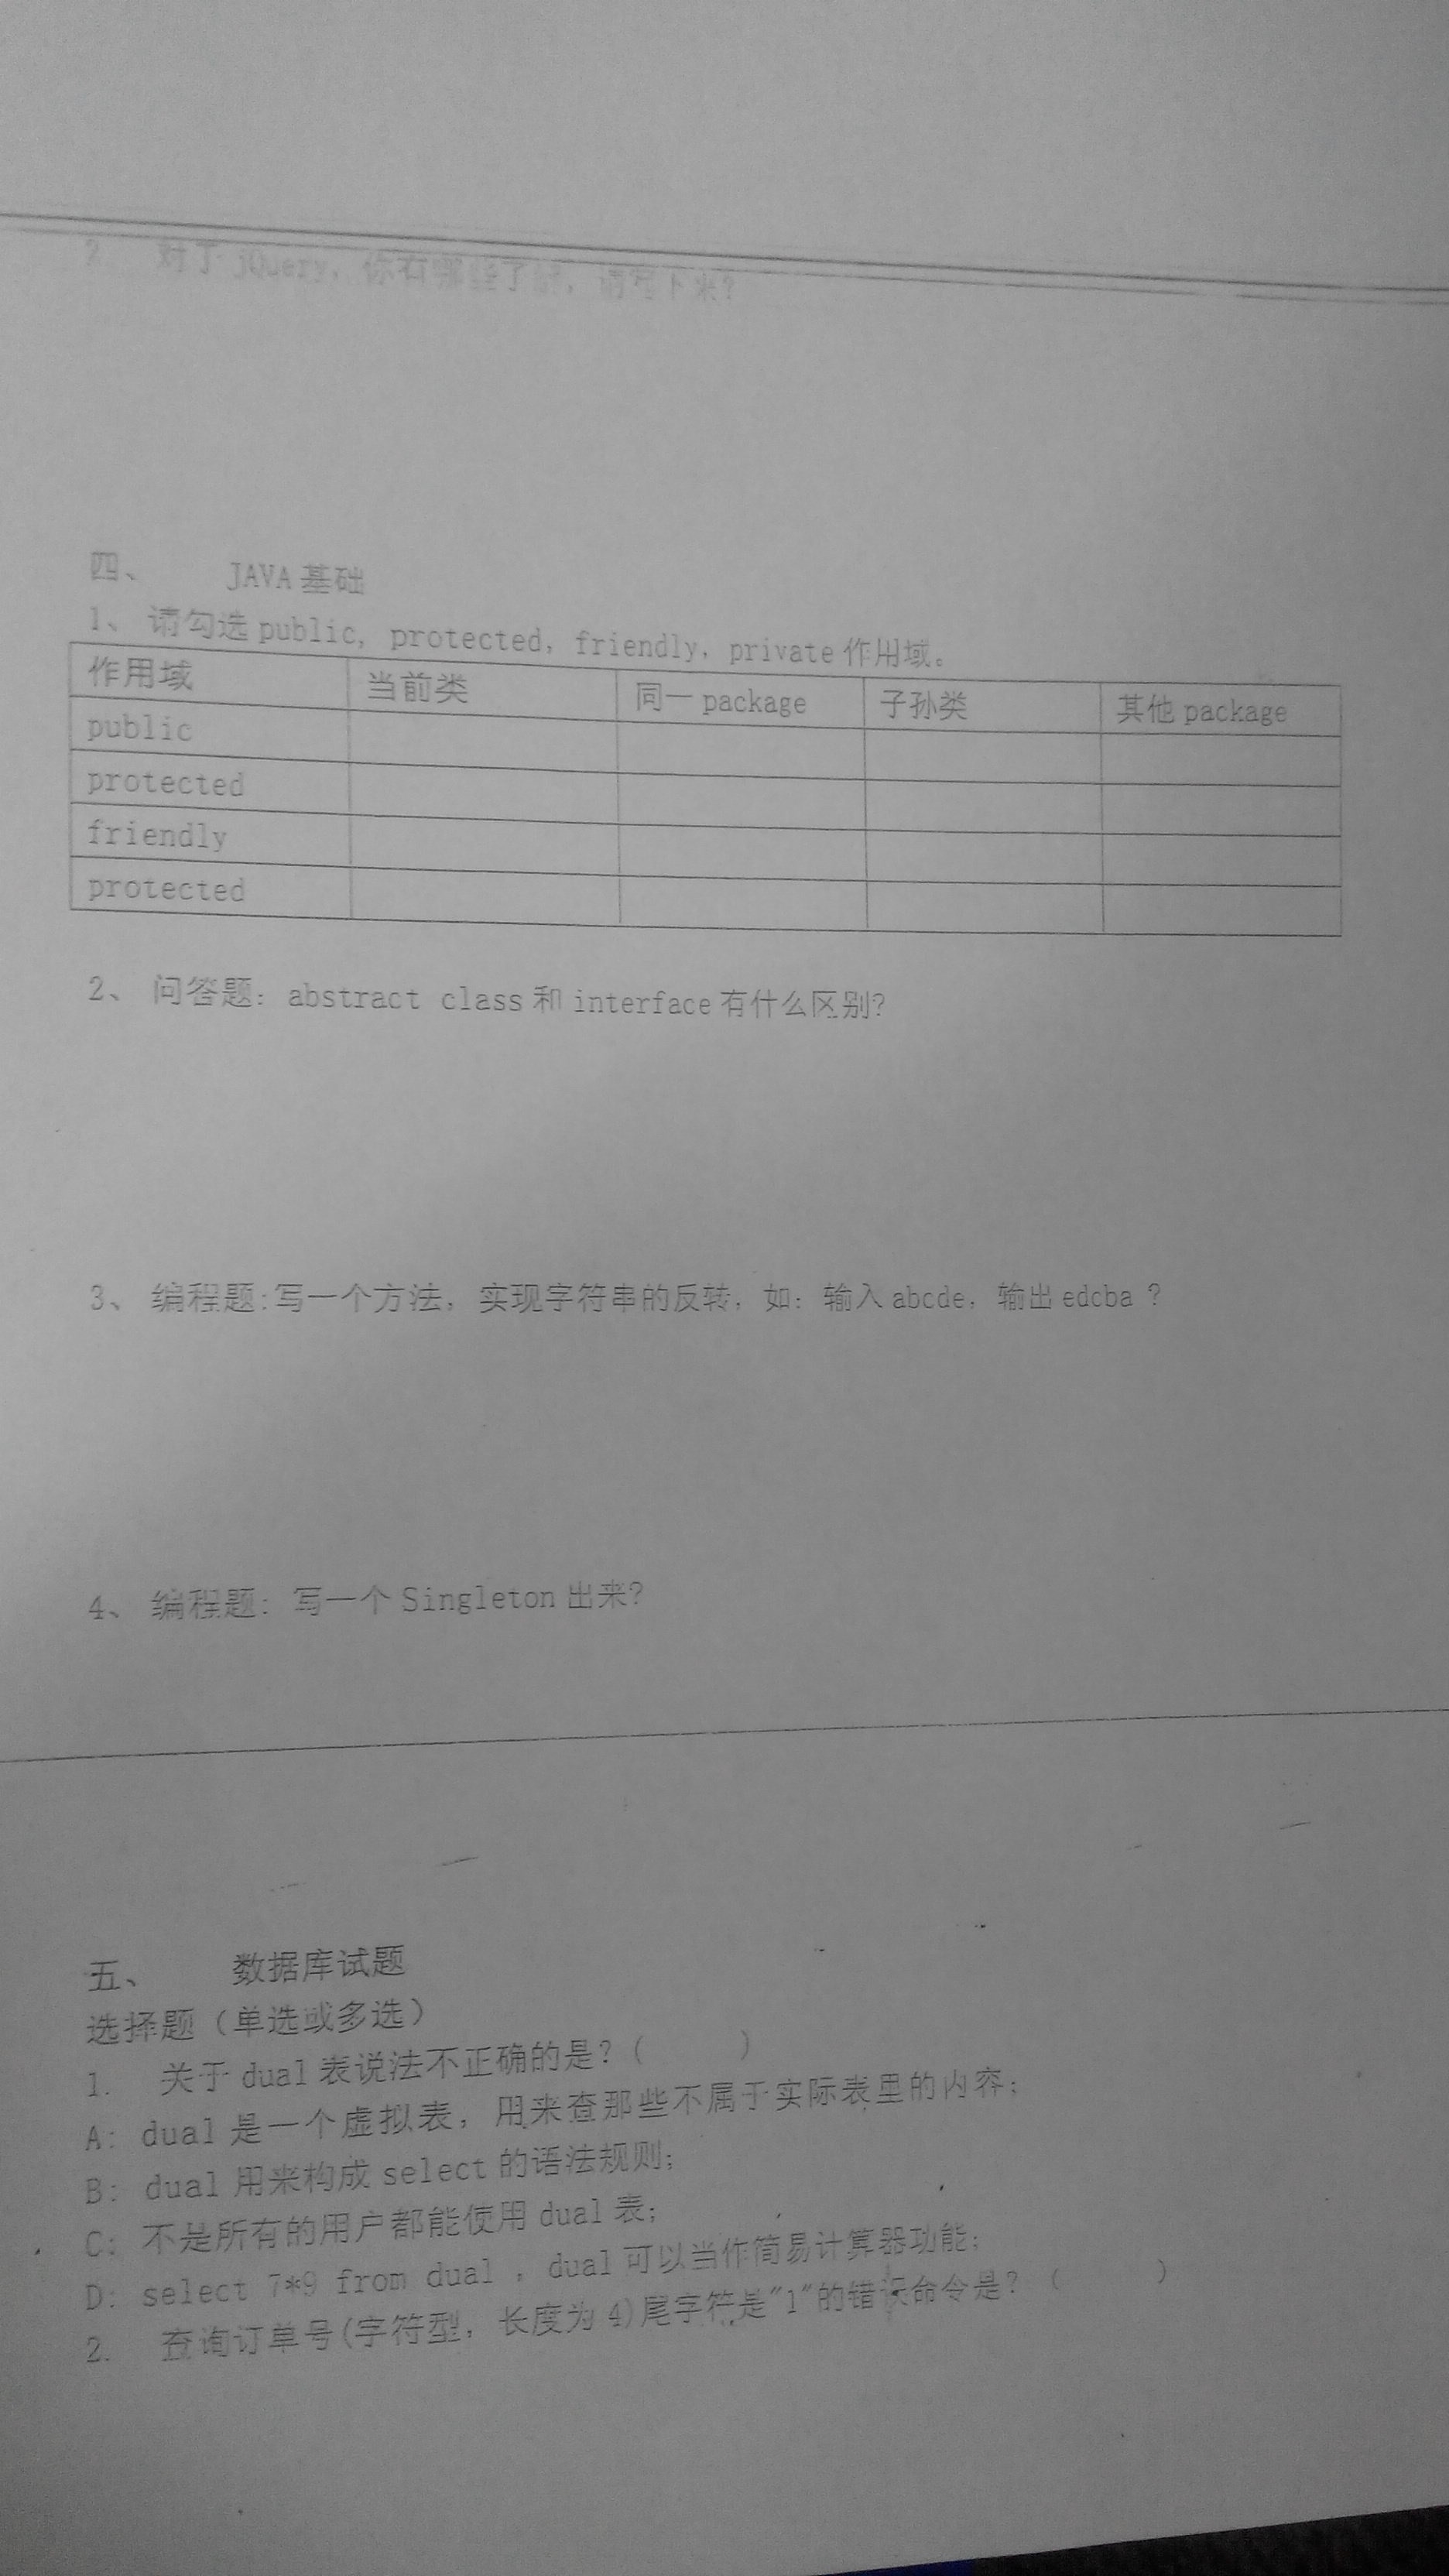 2. 对于 jQuery, 你有哪些了解, 请写下来?
四、 JAVA 基础
1、 请勾选 public, protected, friendly, private 作用域。
作用域 当前类 同一 package 子孙类 其他 package
public
protected
friendly
protected
2、 问答题: abstract class 和 interface 有什么区别?
3、 编程题:写一个方法, 实现字符串的反转, 如: 输入 abcde, 输出 edcba ?
4、 编程题: 写一个 Singleton 出来?
五、 数据库试题
选择题（单选或多选）
1. 关于 dual 表说法不正确的是?( )
A: dual 是一个虚拟表, 用来查那些不属于实际表里的内容;
B: dual 用来构成 select 的语法规则;
C: 不是所有的用户都能使用 dual 表;
D: select 7*9 from dual , dual 可以当作简易计算器功能;
2. 查询订单号(字符型, 长度为 4)尾字符是"1"的错误命令是? ( )